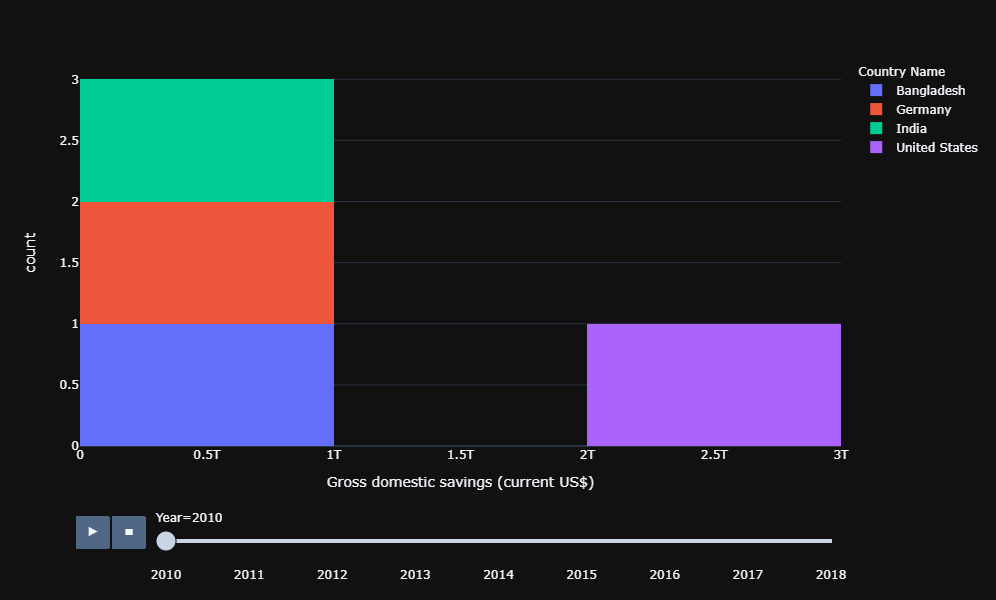 Country Name
Bangladesh
Germany
India
United States
3
2.5
2
1.5
1
0.5
0
count
0 0.5T 1T 1.5T 2T 2.5T 3T
Gross domestic savings (current US$)
Year=2010
2010 2011 2012 2013 2014 2015 2016 2017 2018